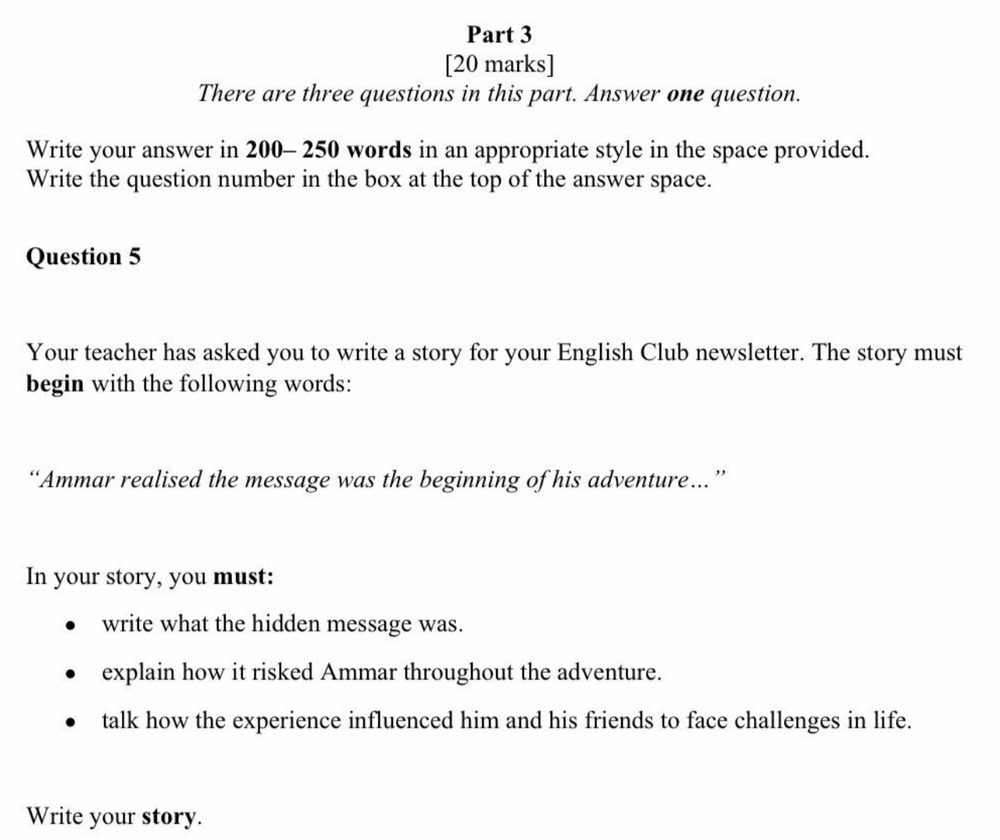 Part 3
[20 marks]
There are three questions in this part. Answer one question.
Write your answer in 200– 250 words in an appropriate style in the space provided.
Write the question number in the box at the top of the answer space.
Question 5
Your teacher has asked you to write a story for your English Club newsletter. The story must
begin with the following words:
“Ammar realised the message was the beginning of his adventure…”
In your story, you must:
• write what the hidden message was.
• explain how it risked Ammar throughout the adventure.
• talk how the experience influenced him and his friends to face challenges in life.
Write your story.